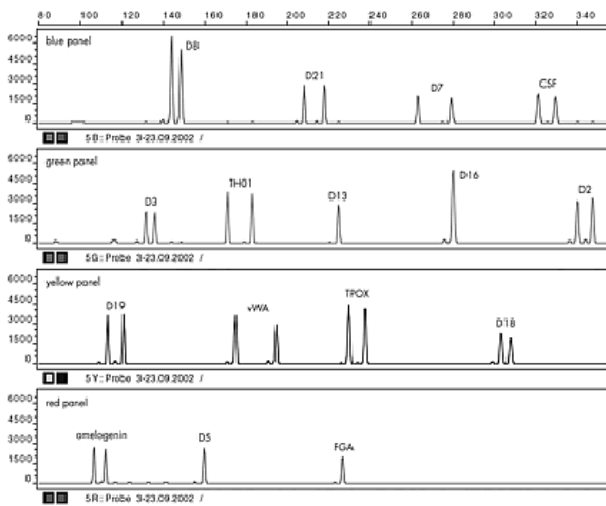 80 100 120 140 160 180 200 220 240 260 280 300 320 340
6000
4500
3000
1500
0
blue panel
D8
D21
D7
CSF
5B: Probe 3-23.09.2002 /
6000
4500
3000
1500
0
green panel
D3
TH01
D13
D16
D2
5G: Probe 3-23.09.2002 /
6000
4500
3000
1500
0
yellow panel
D19
vWA
TPOX
D18
5Y: Probe 3-23.09.2002 /
6000
4500
3000
1500
0
red panel
amelogenin
D5
FGA
5R: Probe 3-23.09.2002 /